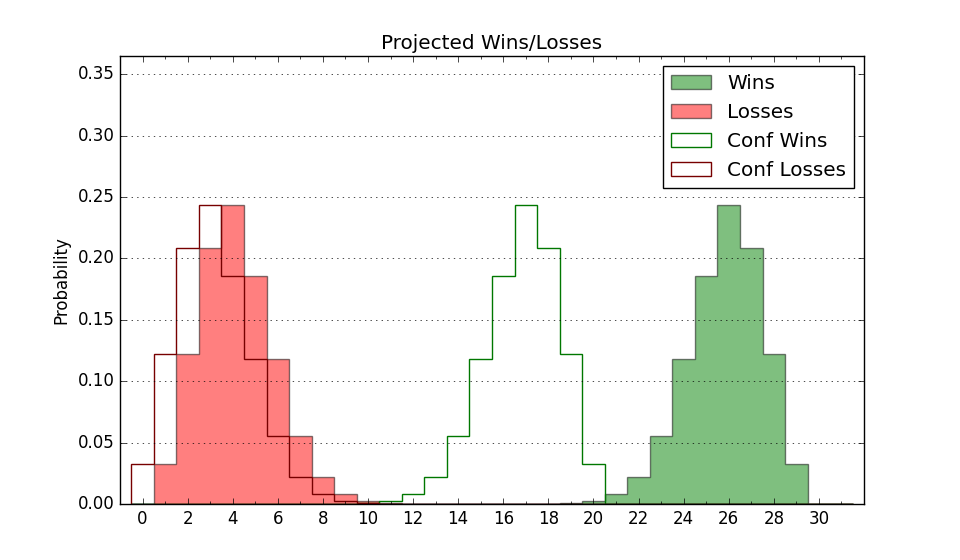 Projected Wins/Losses
0.35
0.30
0.25
0.20
0.15
0.10
0.05
0.00
Probability
Wins
Losses
Conf Wins
Conf Losses
0 2 4 6 8 10 12 14 16 18 20 22 24 26 28 30